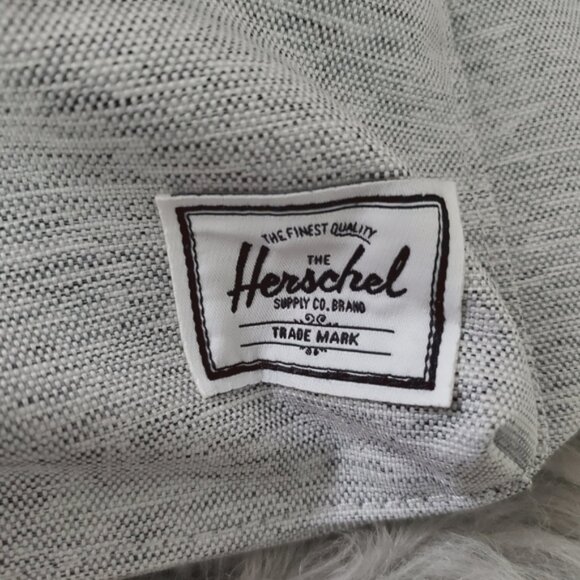 THE FINEST QUALITY
THE
Herschel
SUPPLY CO. BRAND
TRADE MARK